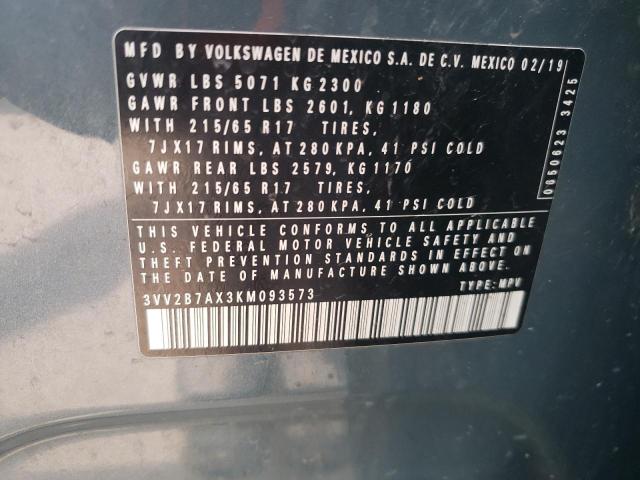 MFD BY VOLKSWAGEN DE MEXICO S.A. DE C.V. MEXICO 02/19
GVWR LBS 5071 KG 2300
GAWR FRONT LBS 2601, KG 1180
WITH 215/65 R17 TIRES,
7JX17 RIMS, AT 280 KPA, 41 PSI COLD
GAWR REAR LBS 2579, KG 1170
WITH 215/65 R17 TIRES,
7JX17 RIMS, AT 280 KPA, 41 PSI COLD
THIS VEHICLE CONFORMS TO ALL APPLICABLE
U.S. FEDERAL MOTOR VEHICLE SAFETY AND
THEFT PREVENTION STANDARDS IN EFFECT ON
THE DATE OF MANUFACTURE SHOWN ABOVE.
3VV2B7AX3KM093573
TYPE: MPV
0650623 3425